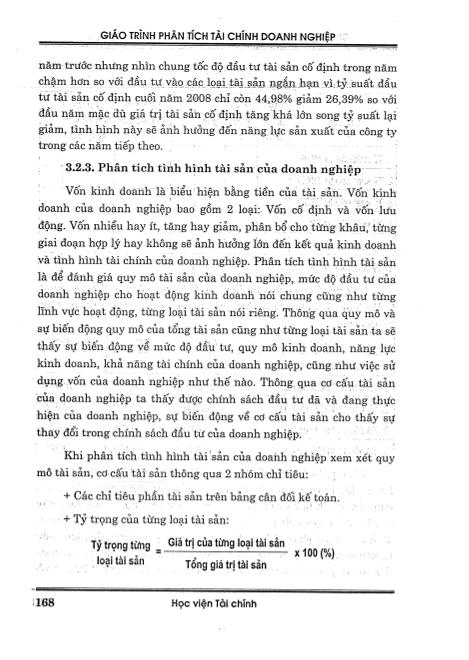 GIÁO TRÌNH PHÂN TÍCH TÀI CHÍNH DOANH NGHIỆP
năm trước nhưng nhìn chung tốc độ đầu tư tài sản cố định trong năm
chậm hơn so với đầu tư vào các loại tài sản ngắn hạn vì tỷ suất đầu
tư tài sản cố định cuối năm 2008 chỉ còn 44,98% giảm 26,39% so với
đầu năm mặc dù giá trị tài sản cố định tăng khá lớn song tỷ suất lại
giảm, tình hình này sẽ ảnh hưởng đến năng lực sản xuất của công ty
trong các năm tiếp theo.
3.2.3. Phân tích tình hình tài sản của doanh nghiệp
Vốn kinh doanh là biểu hiện bằng tiền của tài sản. Vốn kinh
doanh của doanh nghiệp bao gồm 2 loại: Vốn cố định và vốn lưu
động. Vốn nhiều hay ít, tăng hay giảm, phân bổ cho từng khâu, từng
giai đoạn hợp lý hay không sẽ ảnh hưởng lớn đến kết quả kinh doanh
và tình hình tài chính của doanh nghiệp. Phân tích tình hình tài sản
là để đánh giá quy mô tài sản của doanh nghiệp, mức độ đầu tư của
doanh nghiệp cho hoạt động kinh doanh nói chung cũng như từng
lĩnh vực hoạt động, từng loại tài sản nói riêng. Thông qua quy mô và
sự biến động quy mô của tổng tài sản cũng như từng loại tài sản ta sẽ
thấy sự biến động về mức độ đầu tư, quy mô kinh doanh, năng lực
kinh doanh, khả năng tài chính của doanh nghiệp, cũng như việc sử
dụng vốn của doanh nghiệp như thế nào. Thông qua cơ cấu tài sản
của doanh nghiệp ta thấy được chính sách đầu tư đã và đang thực
hiện của doanh nghiệp, sự biến động về cơ cấu tài sản cho thấy sự
thay đổi trong chính sách đầu tư của doanh nghiệp.
Khi phân tích tình hình tài sản của doanh nghiệp xem xét quy
mô tài sản, cơ cấu tài sản thông qua 2 nhóm chỉ tiêu:
+ Các chỉ tiêu phần tài sản trên bảng cân đối kế toán.
+ Tỷ trọng của từng loại tài sản:
Tỷ trọng từng loại tài sản = Giá trị của từng loại tài sản / Tổng giá trị tài sản x 100 (%)
168 Học viện Tài chính